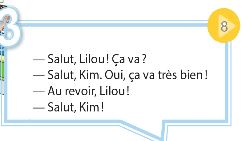 8
— Salut, Lilou! Ça va?
— Salut, Kim. Oui, ça va très bien!
— Au revoir, Lilou!
— Salut, Kim!